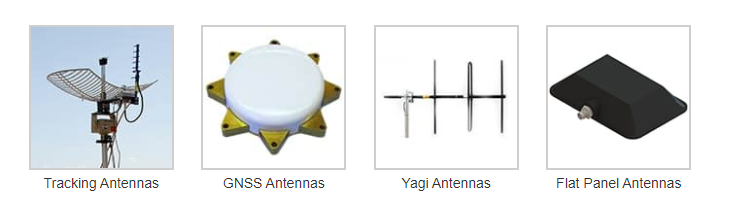 Tracking Antennas
GNSS Antennas
Yagi Antennas
Flat Panel Antennas